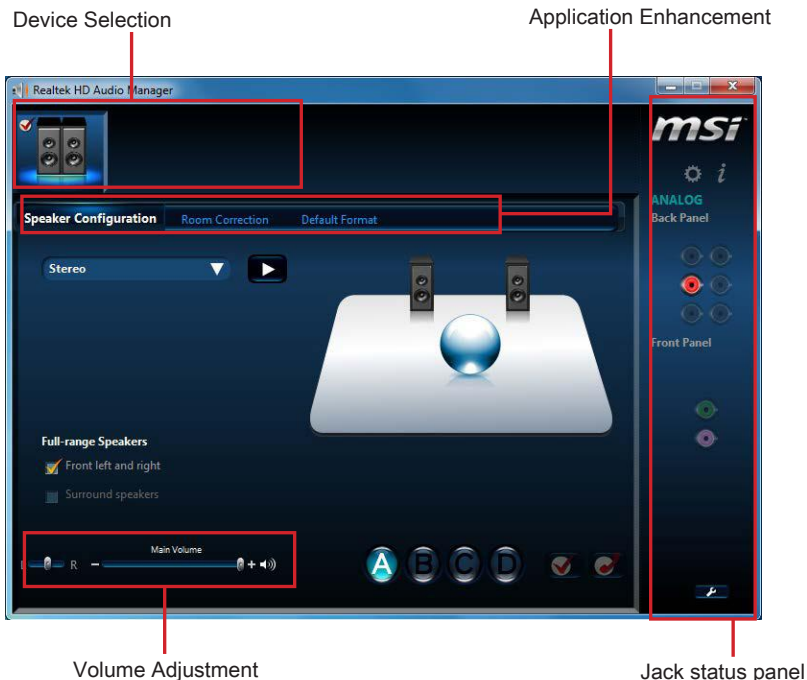 Device Selection
Application Enhancement
Realtek HD Audio Manager
msi
i
ANALOG
Back Panel
Speaker Configuration
Room Correction
Default Format
Stereo
Front Panel
Full-range Speakers
Front left and right
Surround speakers
Main Volume
L R - +
A B C D
Volume Adjustment
Jack status panel